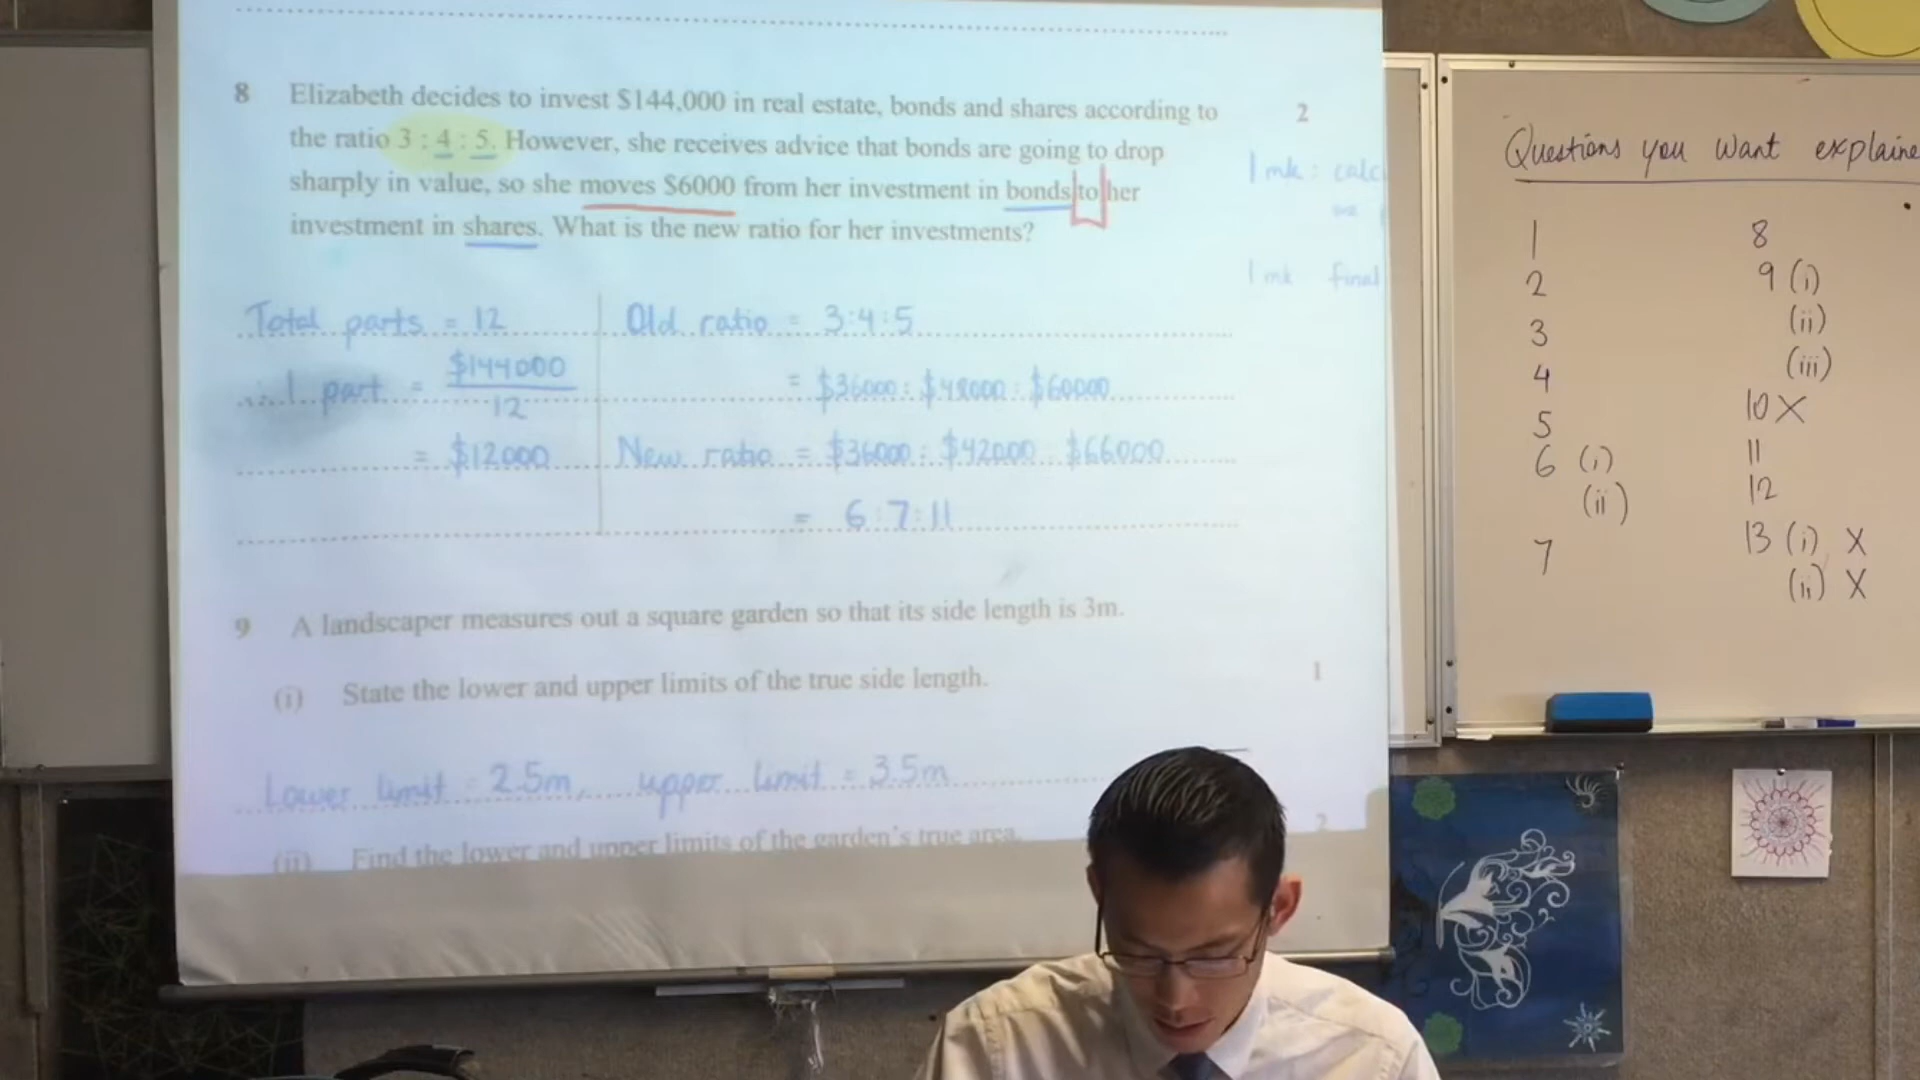 8 Elizabeth decides to invest $144,000 in real estate, bonds and shares according to 2
the ratio 3 : 4 : 5. However, she receives advice that bonds are going to drop
sharply in value, so she moves $6000 from her investment in bonds to her
investment in shares. What is the new ratio for her investments?
1 mk : calc
1 mk final
Total parts = 12
1 part = $144000
12
= $12000
Old ratio = 3:4:5
= $36000 : $48000 : $60000
New ratio = $36000 : $42000 : $66000
= 6:7:11
9 A landscaper measures out a square garden so that its side length is 3m.
(i) State the lower and upper limits of the true side length. 1
Lower limit = 2.5m, upper limit = 3.5m
(ii) Find the lower and upper limits of the garden's true area. 2
Questions you want explaine
1
2
3
4
5
6 (i)
(ii)
7
8
9 (i)
(ii)
(iii)
10 X
11
12
13 (i) X
(ii) X